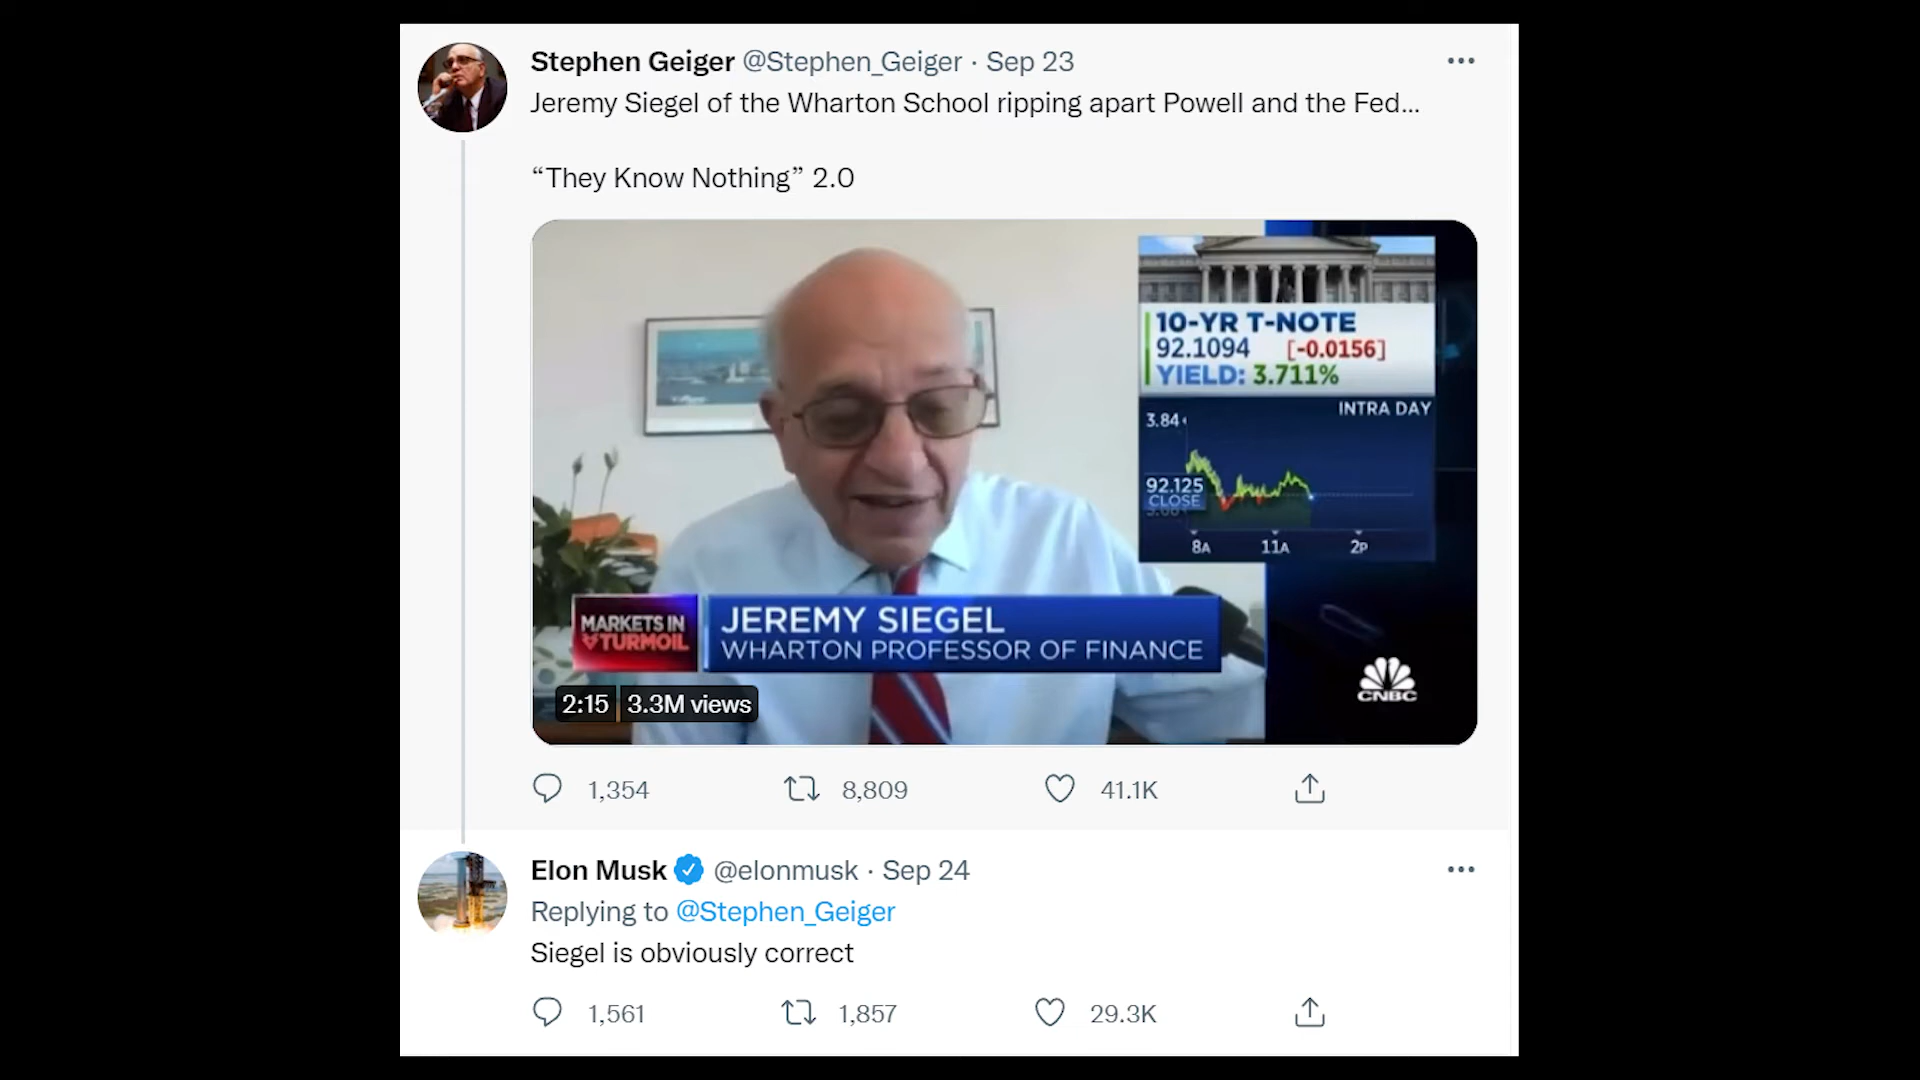 Stephen Geiger @Stephen_Geiger · Sep 23
Jeremy Siegel of the Wharton School ripping apart Powell and the Fed...
“They Know Nothing” 2.0
10-YR T-NOTE
92.1094 [-0.0156]
YIELD: 3.711%
INTRA DAY
3.84
92.125
CLOSE
8A 11A 2P
MARKETS IN
TURMOIL
JEREMY SIEGEL
WHARTON PROFESSOR OF FINANCE
CNBC
2:15 3.3M views
1,354 8,809 41.1K
Elon Musk @elonmusk · Sep 24
Replying to @Stephen_Geiger
Siegel is obviously correct
1,561 1,857 29.3K